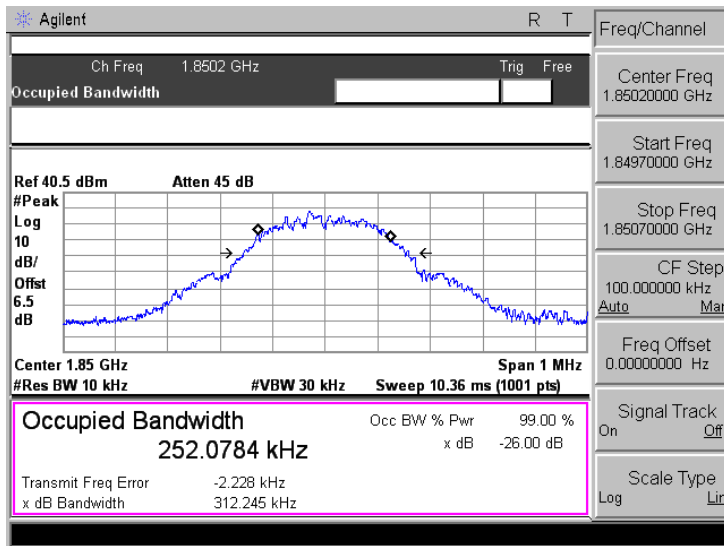 Agilent R T
Ch Freq 1.8502 GHz Trig Free
Occupied Bandwidth
Ref 40.5 dBm Atten 45 dB
#Peak
Log
10
dB/
Offst
6.5
dB
Center 1.85 GHz Span 1 MHz
#Res BW 10 kHz #VBW 30 kHz Sweep 10.36 ms (1001 pts)
Occupied Bandwidth Occ BW % Pwr 99.00 %
252.0784 kHz x dB -26.00 dB
Transmit Freq Error -2.228 kHz
x dB Bandwidth 312.245 kHz
Freq/Channel
Center Freq
1.85020000 GHz
Start Freq
1.84970000 GHz
Stop Freq
1.85070000 GHz
CF Step
100.000000 kHz
Auto Man
Freq Offset
0.00000000 Hz
Signal Track
On Off
Scale Type
Log Lin